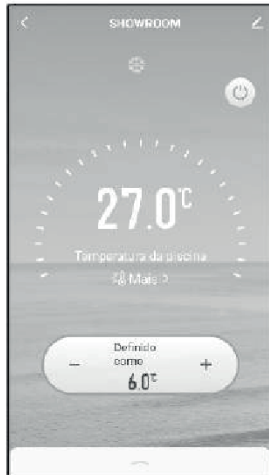 SHOWROOM
27.0°C
Temperatura da piscina
Mais >
Definido
como
− 6.0°C +